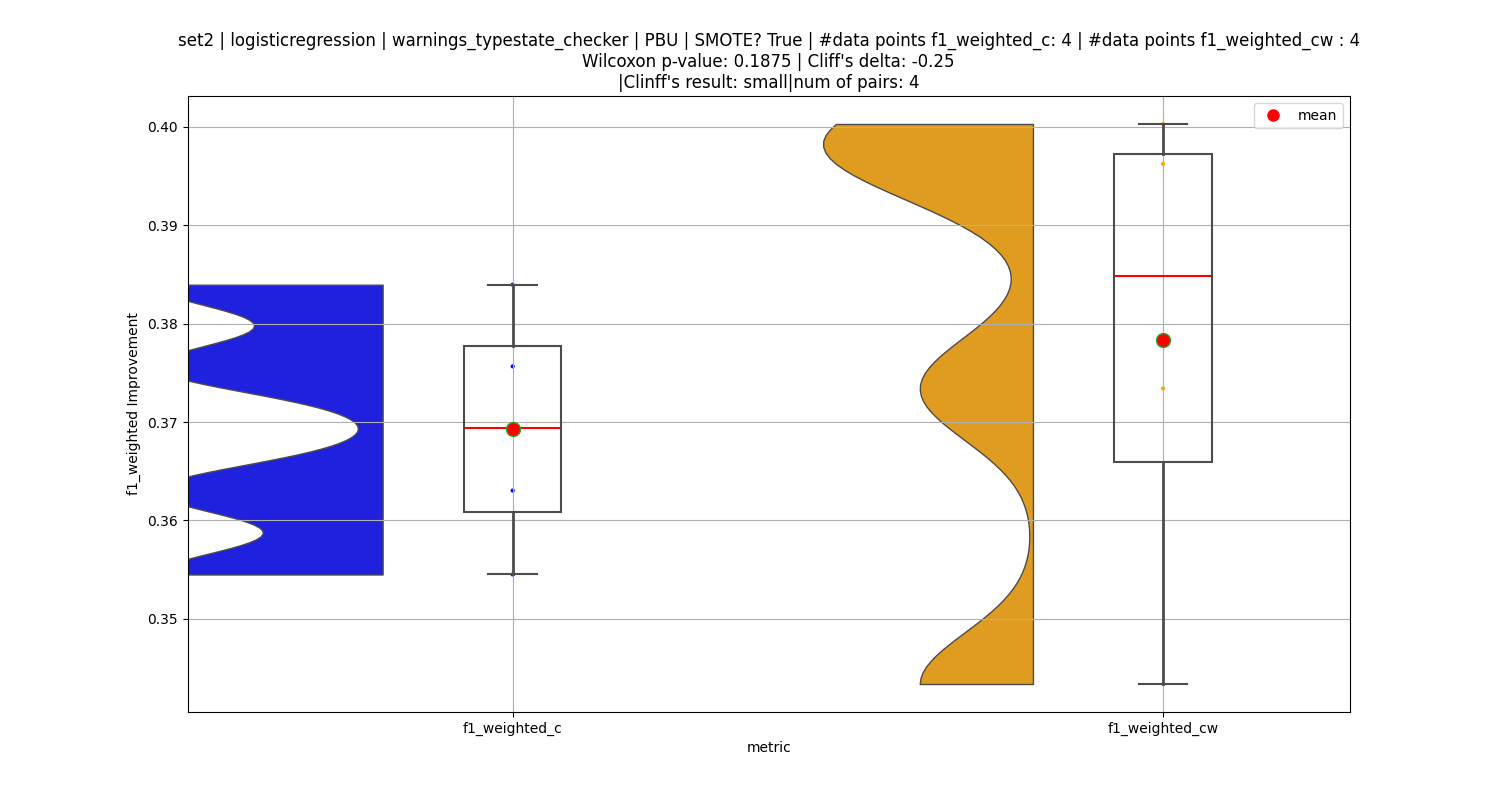 set2 | logisticregression | warnings_typestate_checker | PBU | SMOTE? True | #data points f1_weighted_c: 4 | #data points f1_weighted_cw : 4
Wilcoxon p-value: 0.1875 | Cliff's delta: -0.25
|Clinff's result: small|num of pairs: 4
mean
0.40
0.39
0.38
0.37
0.36
0.35
f1_weighted Improvement
f1_weighted_c
f1_weighted_cw
metric